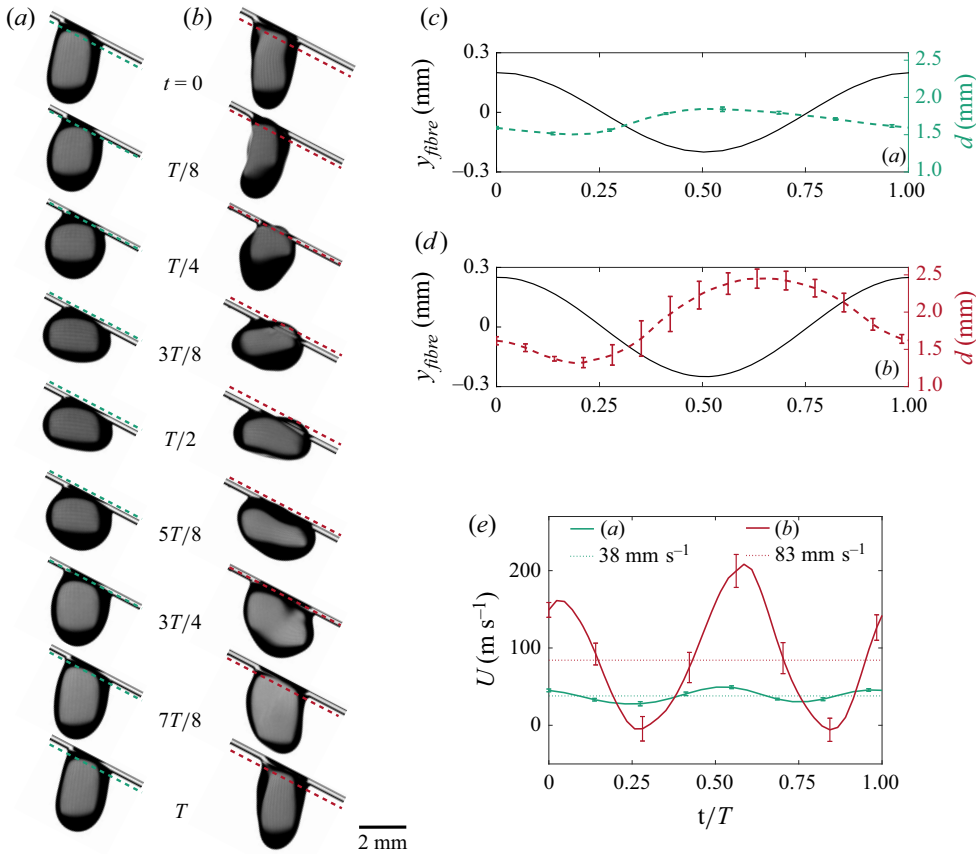 (a)
(b)
t = 0
T/8
T/4
3T/8
T/2
5T/8
3T/4
7T/8
T
2 mm
(c)
0.3
0
−0.3
y_fibre (mm)
2.5
2.0
1.5
1.0
d (mm)
(a)
0
0.25
0.50
0.75
1.00
(d)
0.3
0
−0.3
y_fibre (mm)
2.5
2.0
1.5
1.0
d (mm)
(b)
0
0.25
0.50
0.75
1.00
(e)
(a)
(b)
38 mm s⁻¹
83 mm s⁻¹
200
100
0
U (m s⁻¹)
0
0.25
0.50
0.75
1.00
t/T